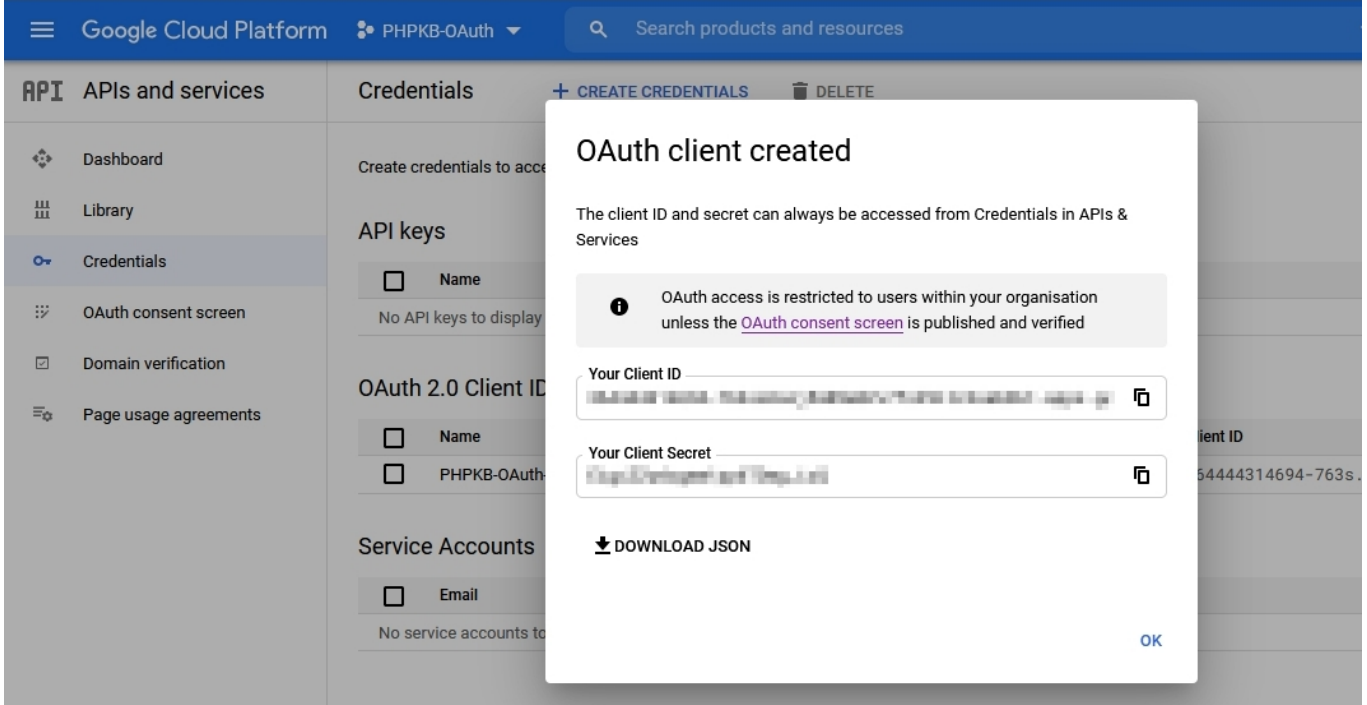 Google Cloud Platform
PHPKB-OAuth
Search products and resources
API
APIs and services
Credentials
CREATE CREDENTIALS
DELETE
Dashboard
Library
Credentials
OAuth consent screen
Domain verification
Page usage agreements
Create credentials to acce
API keys
Name
No API keys to display
OAuth 2.0 Client ID
Name
lient ID
PHPKB-OAuth-
64444314694-763s.
Service Accounts
Email
No service accounts to
OAuth client created
The client ID and secret can always be accessed from Credentials in APIs &
Services
OAuth access is restricted to users within your organisation
unless the OAuth consent screen is published and verified
Your Client ID
Your Client Secret
DOWNLOAD JSON
OK